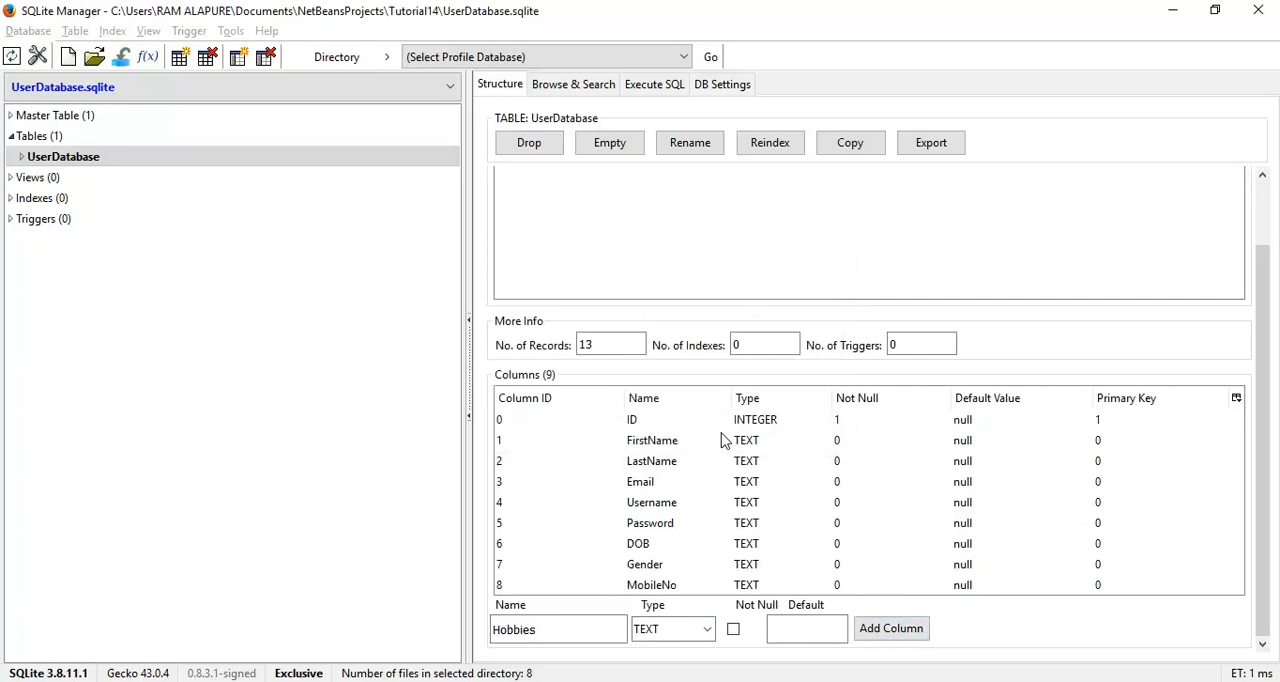 SQLite Manager - C:\Users\RAM ALAPURE\Documents\NetBeansProjects\Tutorial14\UserDatabase.sqlite
Database Table Index View Trigger Tools Help
f(x) Directory (Select Profile Database) Go
UserDatabase.sqlite
Master Table (1)
Tables (1)
UserDatabase
Views (0)
Indexes (0)
Triggers (0)
Structure Browse & Search Execute SQL DB Settings
TABLE: UserDatabase
Drop Empty Rename Reindex Copy Export
More Info
No. of Records: 13 No. of Indexes: 0 No. of Triggers: 0
Columns (9)
Column ID Name Type Not Null Default Value Primary Key
0 ID INTEGER 1 null 1
1 FirstName TEXT 0 null 0
2 LastName TEXT 0 null 0
3 Email TEXT 0 null 0
4 Username TEXT 0 null 0
5 Password TEXT 0 null 0
6 DOB TEXT 0 null 0
7 Gender TEXT 0 null 0
8 MobileNo TEXT 0 null 0
Name Type Not Null Default
Hobbies TEXT Add Column
SQLite 3.8.11.1 Gecko 43.0.4 0.8.3.1-signed Exclusive Number of files in selected directory: 8 ET: 1 ms